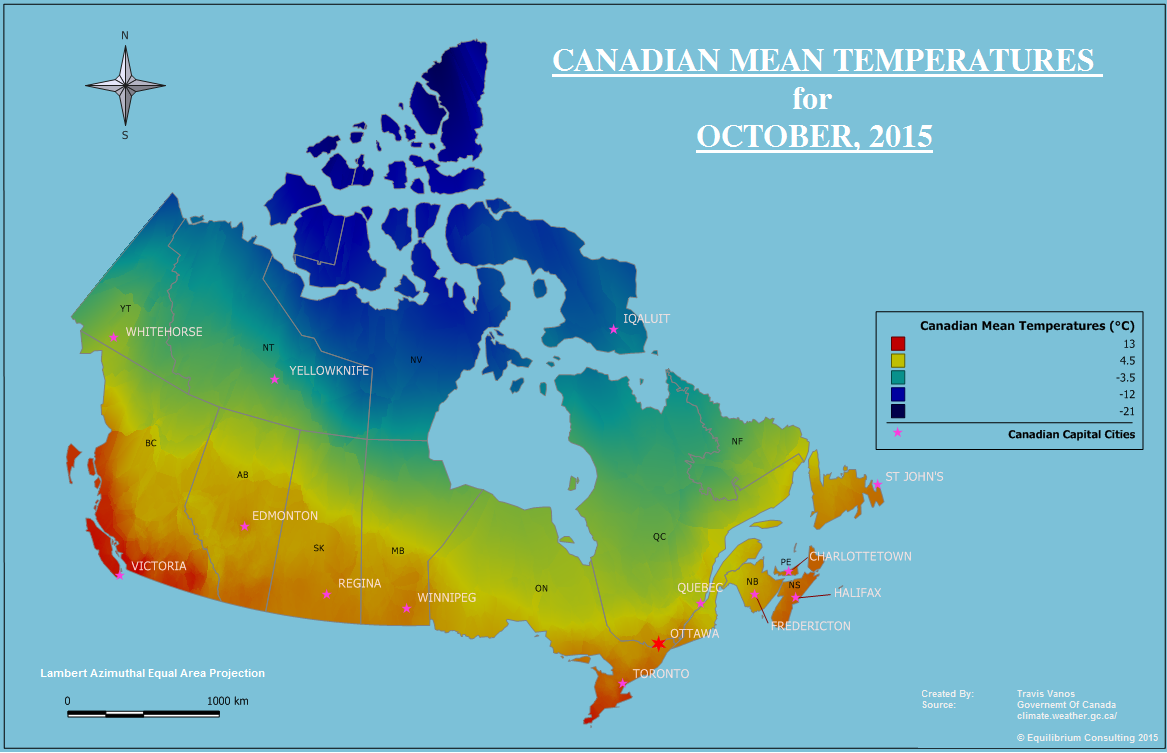 CANADIAN MEAN TEMPERATURES
for
OCTOBER, 2015
N
S
YT
WHITEHORSE
NT
YELLOWKNIFE
NV
IQALUIT
Canadian Mean Temperatures (°C)
13
4.5
-3.5
-12
-21
Canadian Capital Cities
BC
AB
EDMONTON
SK
MB
VICTORIA
REGINA
WINNIPEG
ON
QC
NF
ST JOHN'S
PE
CHARLOTTETOWN
NB
NS
HALIFAX
QUEBEC
FREDERICTON
OTTAWA
TORONTO
Lambert Azimuthal Equal Area Projection
0 1000 km
Created By: Travis Vanos
Source: Governemt Of Canada
climate.weather.gc.ca/
© Equilibrium Consulting 2015